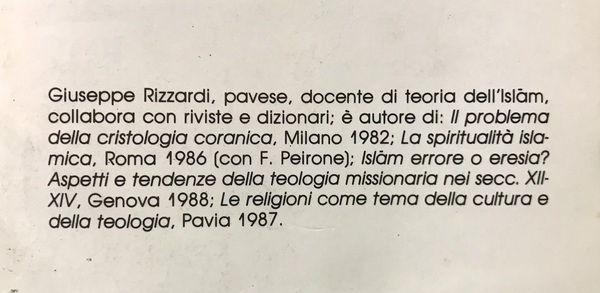 Giuseppe Rizzardi, pavese, docente di teoria dell'Islām,
collabora con riviste e dizionari; è autore di: Il problema
della cristologia coranica, Milano 1982; La spiritualità isla-
mica, Roma 1986 (con F. Peirone); Islām errore o eresia?
Aspetti e tendenze della teologia missionaria nei secc. XII-
XIV, Genova 1988; Le religioni come tema della cultura e
della teologia, Pavia 1987.